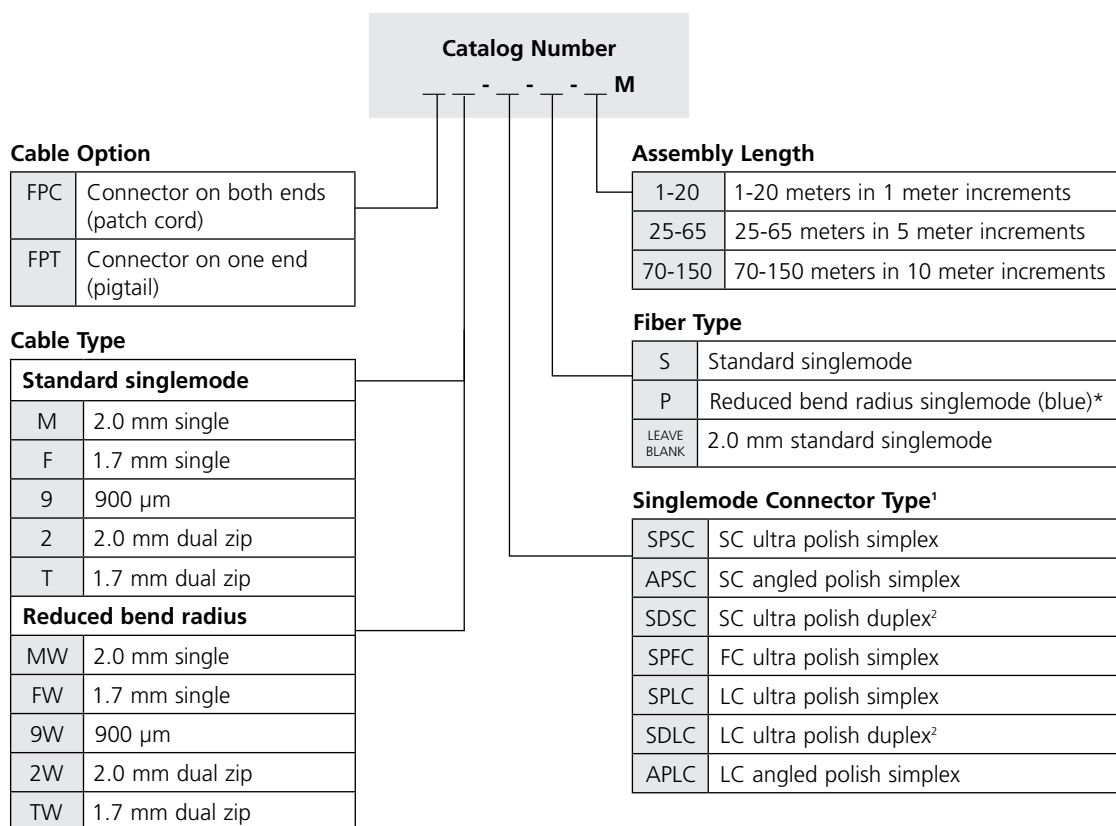 Catalog Number
__ __ - __ - __ - __ M
Cable Option
FPC Connector on both ends
(patch cord)
FPT Connector on one end
(pigtail)
Cable Type
Standard singlemode
M 2.0 mm single
F 1.7 mm single
9 900 µm
2 2.0 mm dual zip
T 1.7 mm dual zip
Reduced bend radius
MW 2.0 mm single
FW 1.7 mm single
9W 900 µm
2W 2.0 mm dual zip
TW 1.7 mm dual zip
Assembly Length
1-20 1-20 meters in 1 meter increments
25-65 25-65 meters in 5 meter increments
70-150 70-150 meters in 10 meter increments
Fiber Type
S Standard singlemode
P Reduced bend radius singlemode (blue)*
LEAVE
BLANK 2.0 mm standard singlemode
Singlemode Connector Type¹
SPSC SC ultra polish simplex
APSC SC angled polish simplex
SDSC SC ultra polish duplex²
SPFC FC ultra polish simplex
SPLC LC ultra polish simplex
SDLC LC ultra polish duplex²
APLC LC angled polish simplex